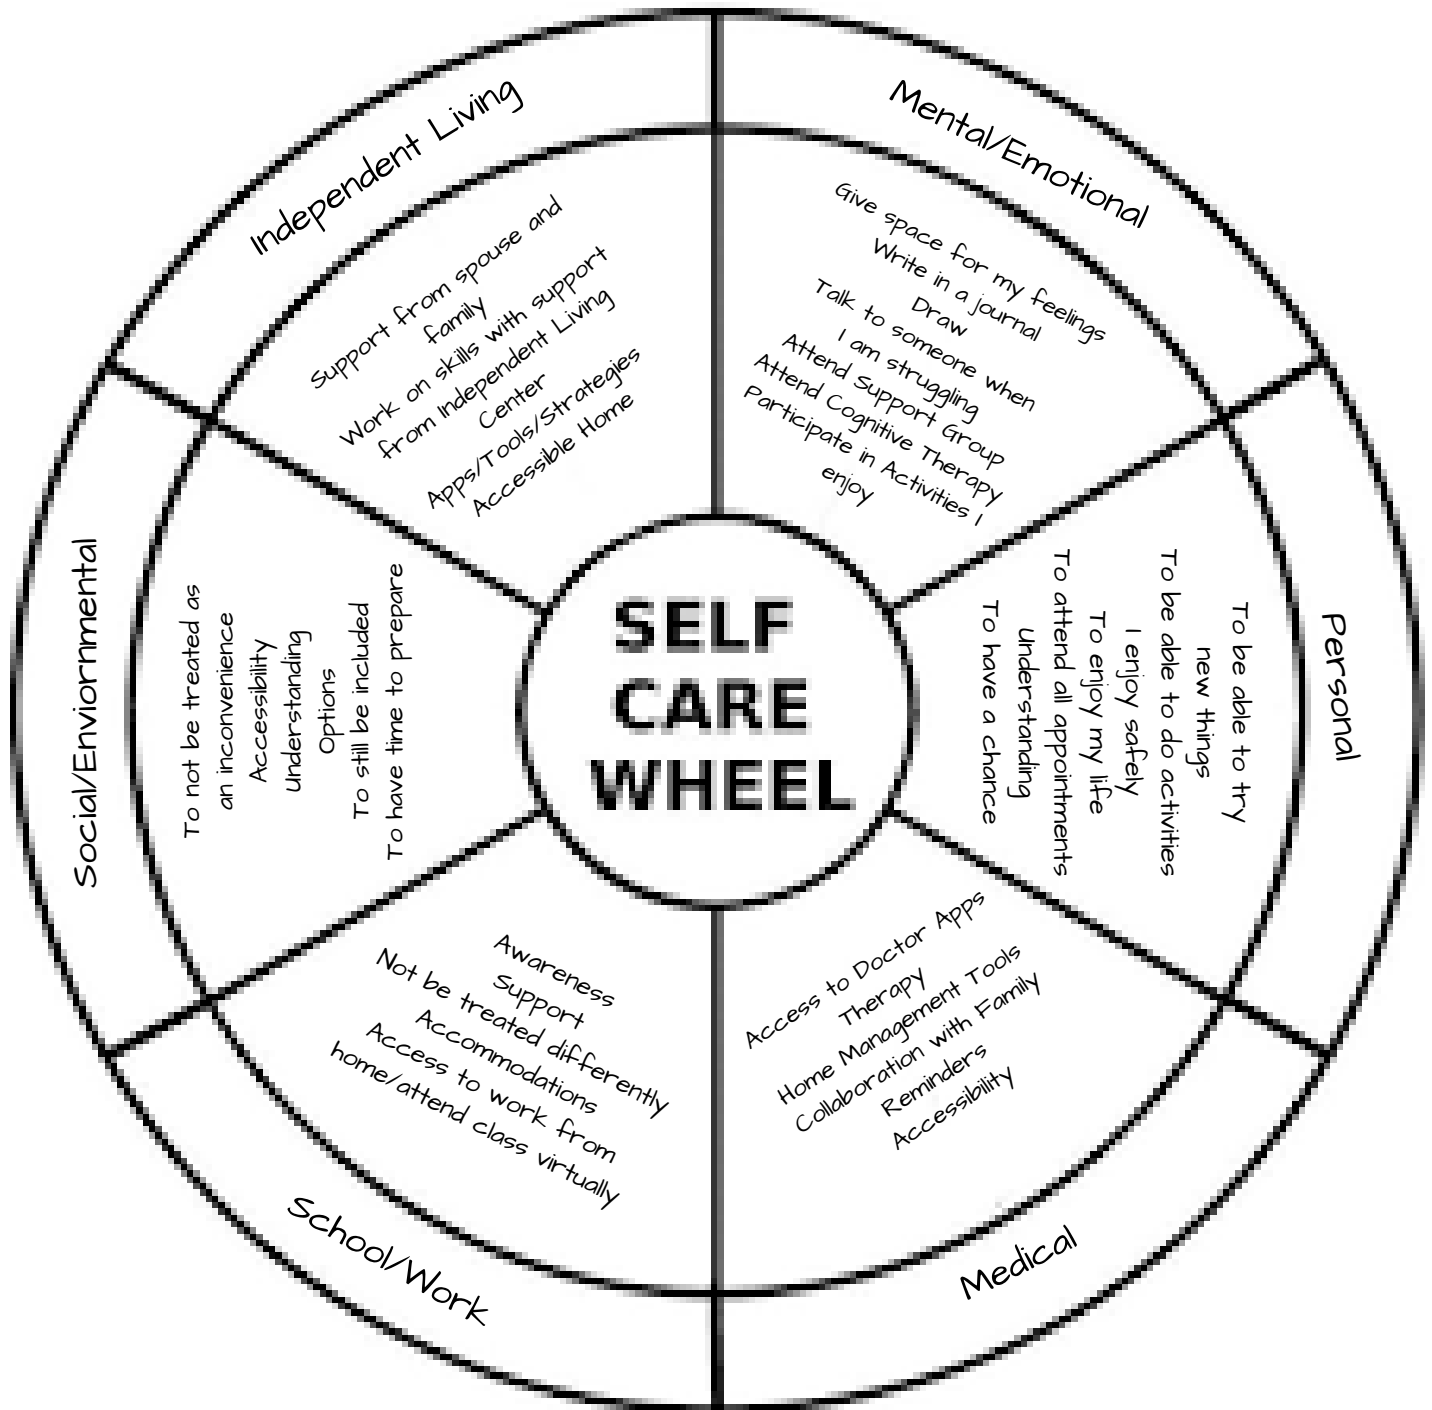 SELF
CARE
WHEEL
Mental/Emotional
Give space for my feelings
Write in a journal
Draw
Talk to someone when
I am struggling
Attend Support Group
Attend Cognitive Therapy
Participate in Activities I
enjoy
Personal
To be able to try
new things
To be able to do activities
I enjoy safely
To enjoy my life
To attend all appointments
Understanding
To have a chance
Medical
Access to Doctor Apps
Therapy
Home Management Tools
Collaboration with Family
Reminders
Accessibility
School/Work
Awareness
Support
Not be treated differently
Accommodations
Access to work from
home/attend class virtually
Social/Enviornmental
To not be treated as
an inconvenience
Accessibility
Understanding
Options
To still be included
To have time to prepare
Independent Living
Support from spouse and
family
Work on skills with support
from Independent Living
Center
Apps/Tools/Strategies
Accessible Home